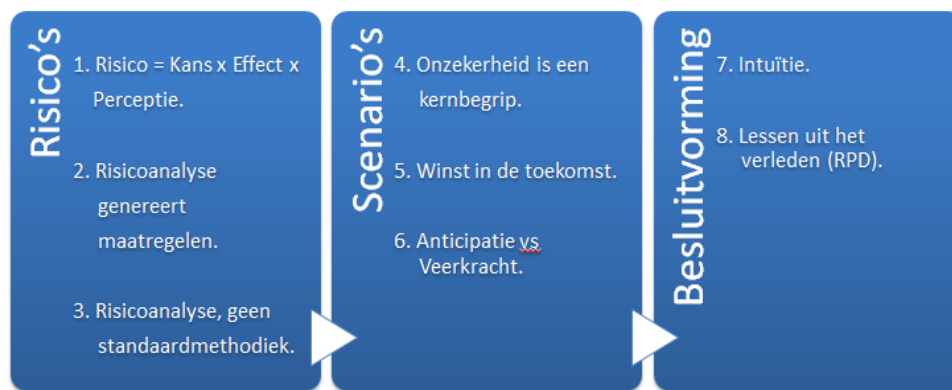 Risico's
1. Risico = Kans x Effect x
Perceptie.
2. Risicoanalyse
genereert
maatregelen.
3. Risicoanalyse, geen
standaardmethodiek.
Scenario's
4. Onzekerheid is een
kernbegrip.
5. Winst in de toekomst.
6. Anticipatie vs
Veerkracht.
Besluitvorming
7. Intuïtie.
8. Lessen uit het
verleden (RPD).